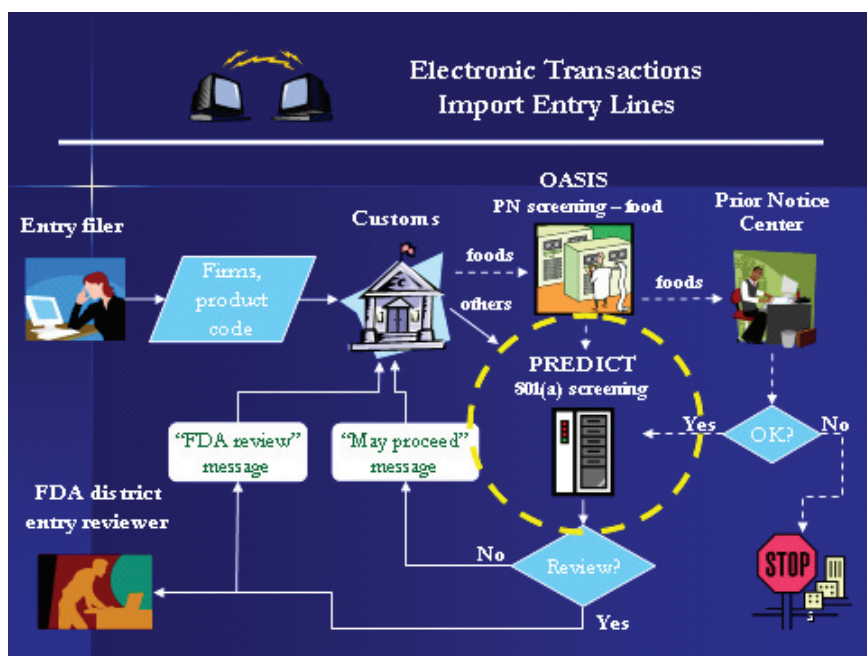 Electronic Transactions
Import Entry Lines
OASIS
PN screening – food
Prior Notice
Center
Customs
Entry filer
Firms,
product
code
foods
others
foods
PREDICT
801(a) screening
"FDA review"
message
"May proceed"
message
Yes
OK?
No
FDA district
entry reviewer
No
Review?
Yes
STOP
5